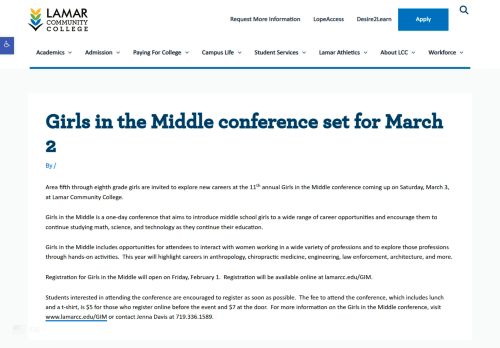 LAMAR
COMMUNITY
COLLEGE
Request More Information LopeAccess Desire2Learn Apply
Academics Admission Paying For College Campus Life Student Services Lamar Athletics About LCC Workforce
Girls in the Middle conference set for March
2
By /
Area fifth through eighth grade girls are invited to explore new careers at the 11th annual Girls in the Middle conference coming up on Saturday, March 3,
at Lamar Community College.
Girls in the Middle is a one-day conference that aims to introduce middle school girls to a wide range of career opportunities and encourage them to
continue studying math, science, and technology as they continue their education.
Girls in the Middle includes opportunities for attendees to interact with women working in a wide variety of professions and to explore those professions
through hands-on activities. This year will highlight careers in anthropology, chiropractic medicine, engineering, law enforcement, architecture, and more.
Registration for Girls in the Middle will open on Friday, February 1. Registration will be available online at lamarcc.edu/GIM.
Students interested in attending the conference are encouraged to register as soon as possible. The fee to attend the conference, which includes lunch
and a t-shirt, is $5 for those who register online before the event and $7 at the door. For more information on the Girls in the Middle conference, visit
www.lamarcc.edu/GIM or contact Jenna Davis at 719.336.1589.